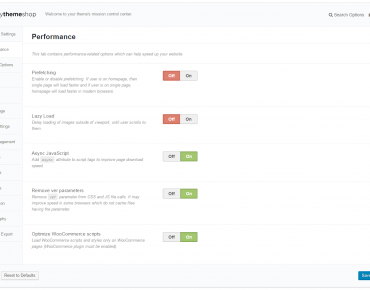 ythemeshop
Welcome to your theme's mission control center.
Search Options
Settings
Performance
ance
This tab contains performance-related options which can help speed up your website.
Options
Prefetching
Off On
Enable or disable prefetching. If user is on homepage, then
single page will load faster and if user is on single page,
homepage will load faster in modern browsers.
Lazy Load
Off On
Delay loading of images outside of viewport, until user scrolls to
them.
Async JavaScript
Off On
Add async attribute to script tags to improve page download
speed.
Remove ver parameters
Off On
Remove ver parameter from CSS and JS file calls. It may
improve speed in some browsers which do not cache files
having the parameter.
Optimize WooCommerce scripts
Off On
Load WooCommerce scripts and styles only on WooCommerce
pages (WooCommerce plugin must be enabled).
Export
Reset to Defaults